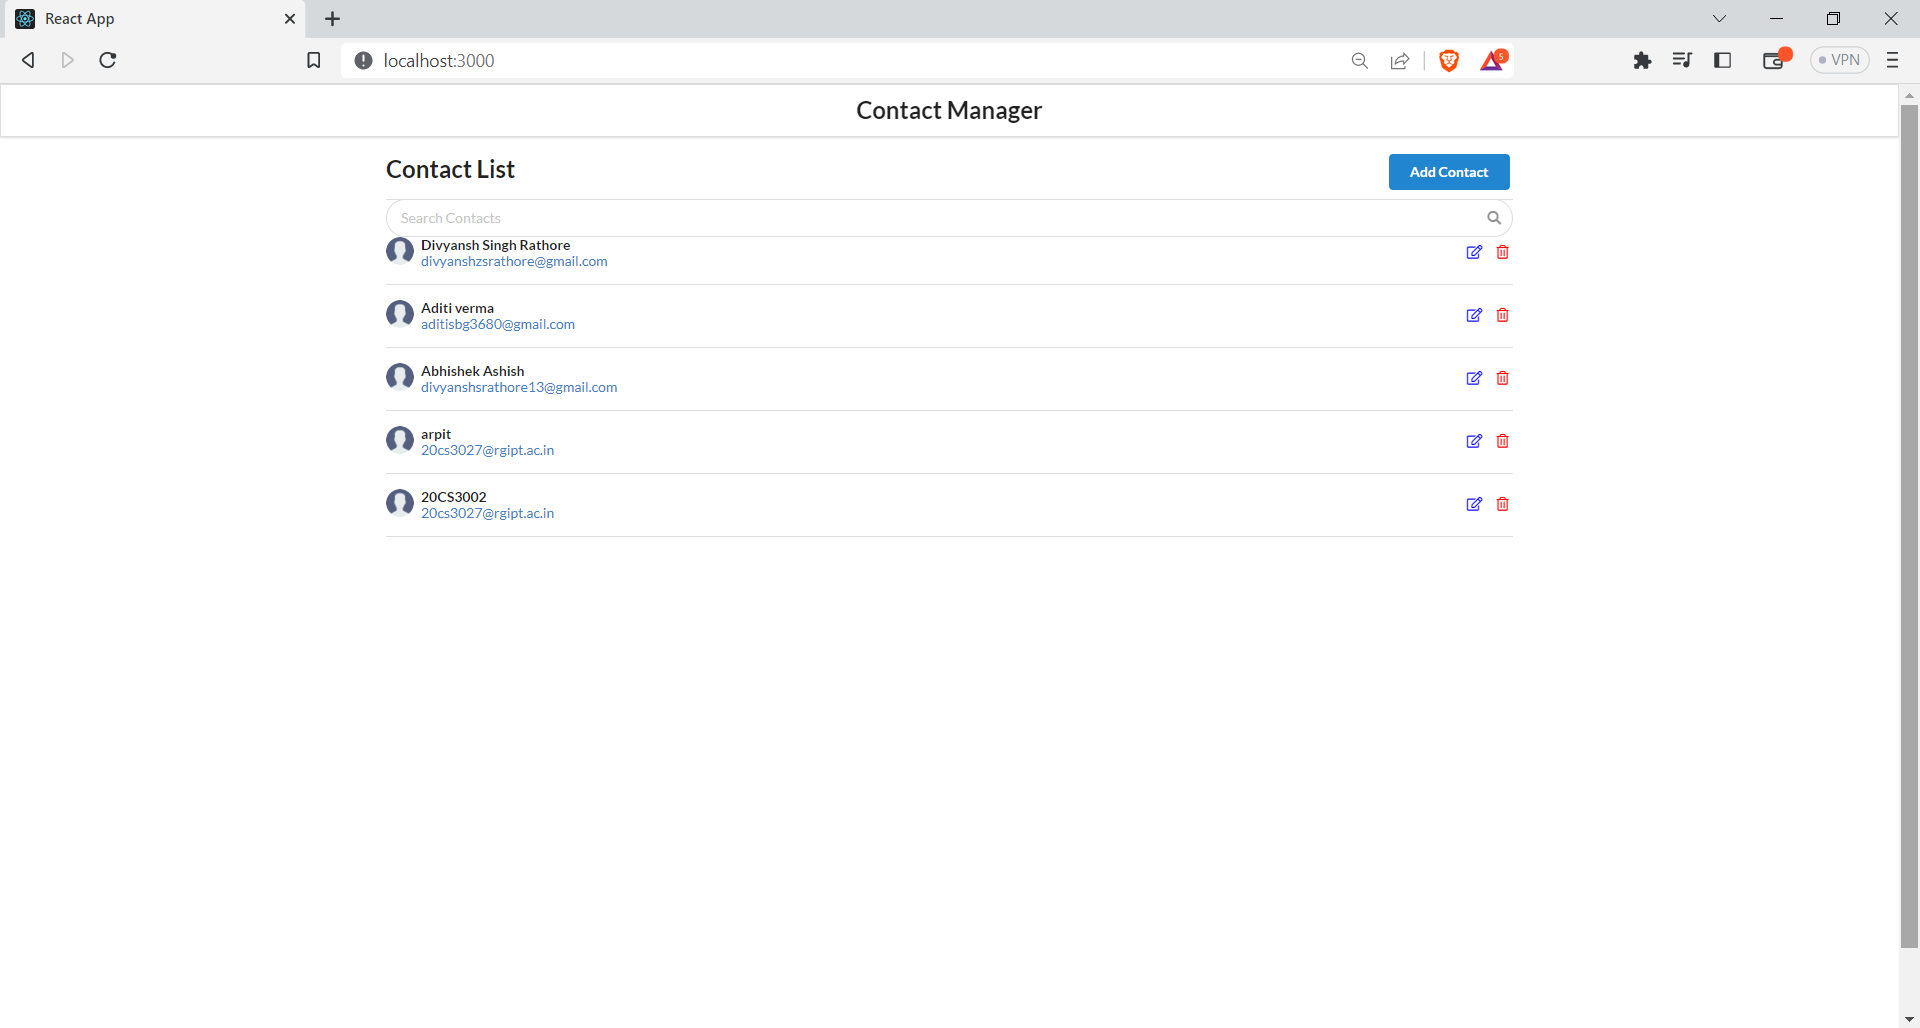 React App
localhost:3000
5
VPN
Contact Manager
Contact List
Add Contact
Search Contacts
Divyansh Singh Rathore
divyanshzsrathore@gmail.com
Aditi verma
aditisbg3680@gmail.com
Abhishek Ashish
divyanshsrathore13@gmail.com
arpit
20cs3027@rgipt.ac.in
20CS3002
20cs3027@rgipt.ac.in